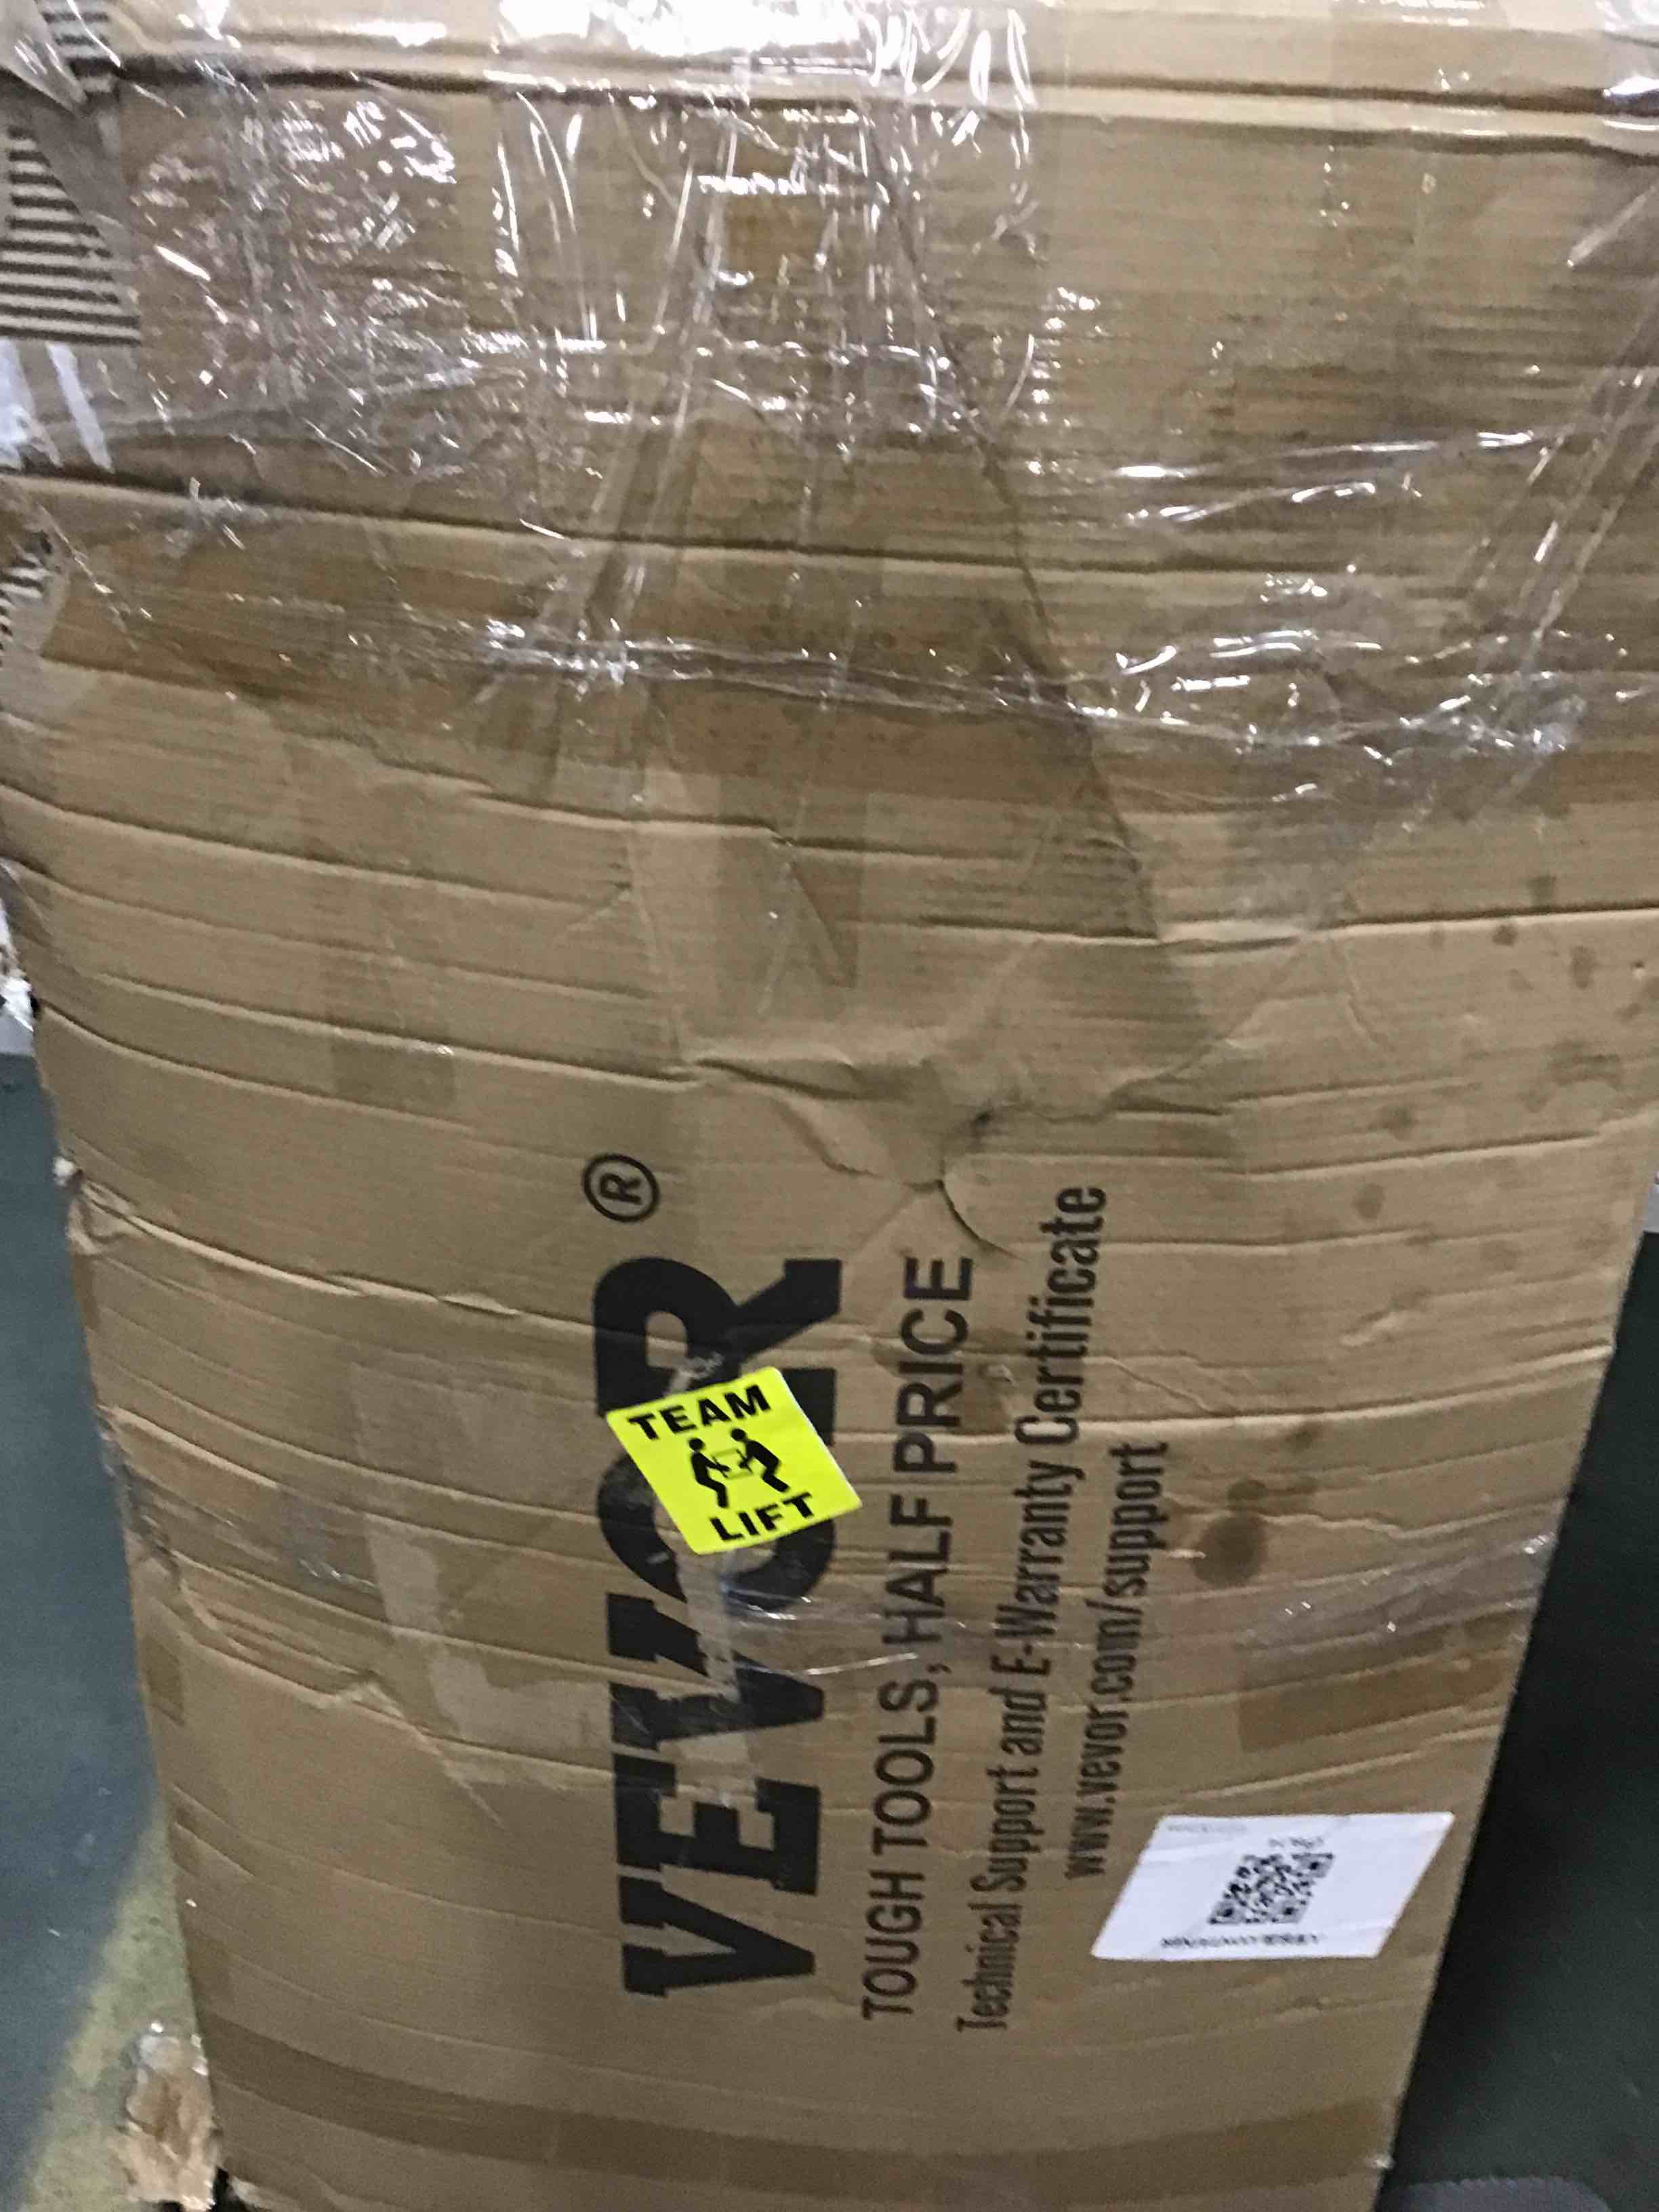 VEVOR®
TEAM
LIFT
TOUGH TOOLS, HALF PRICE
Technical Support and E-Warranty Certificate
www.vevor.com/support